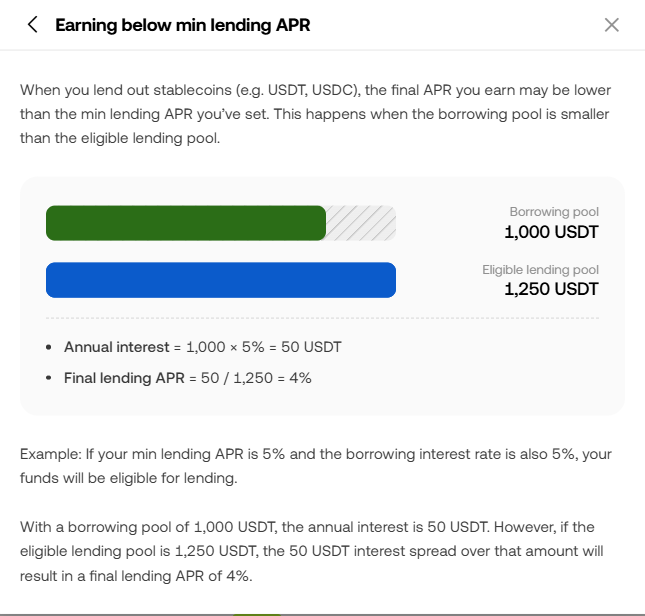 Earning below min lending APR
When you lend out stablecoins (e.g. USDT, USDC), the final APR you earn may be lower
than the min lending APR you’ve set. This happens when the borrowing pool is smaller
than the eligible lending pool.
Borrowing pool
1,000 USDT
Eligible lending pool
1,250 USDT
• Annual interest = 1,000 × 5% = 50 USDT
• Final lending APR = 50 / 1,250 = 4%
Example: If your min lending APR is 5% and the borrowing interest rate is also 5%, your
funds will be eligible for lending.
With a borrowing pool of 1,000 USDT, the annual interest is 50 USDT. However, if the
eligible lending pool is 1,250 USDT, the 50 USDT interest spread over that amount will
result in a final lending APR of 4%.